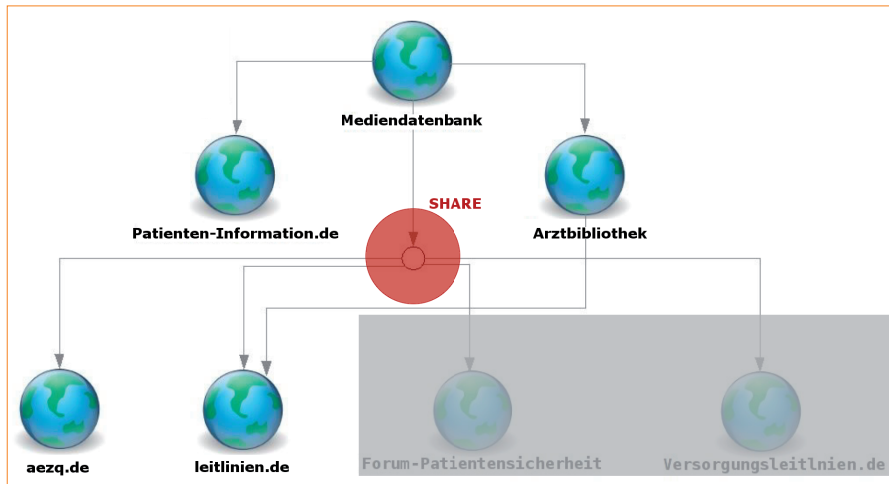 Mediendatenbank
SHARE
Patienten-Information.de
Arztbibliothek
aezq.de
leitlinien.de
Forum-Patientensicherheit
Versorgungsleitlnien.de